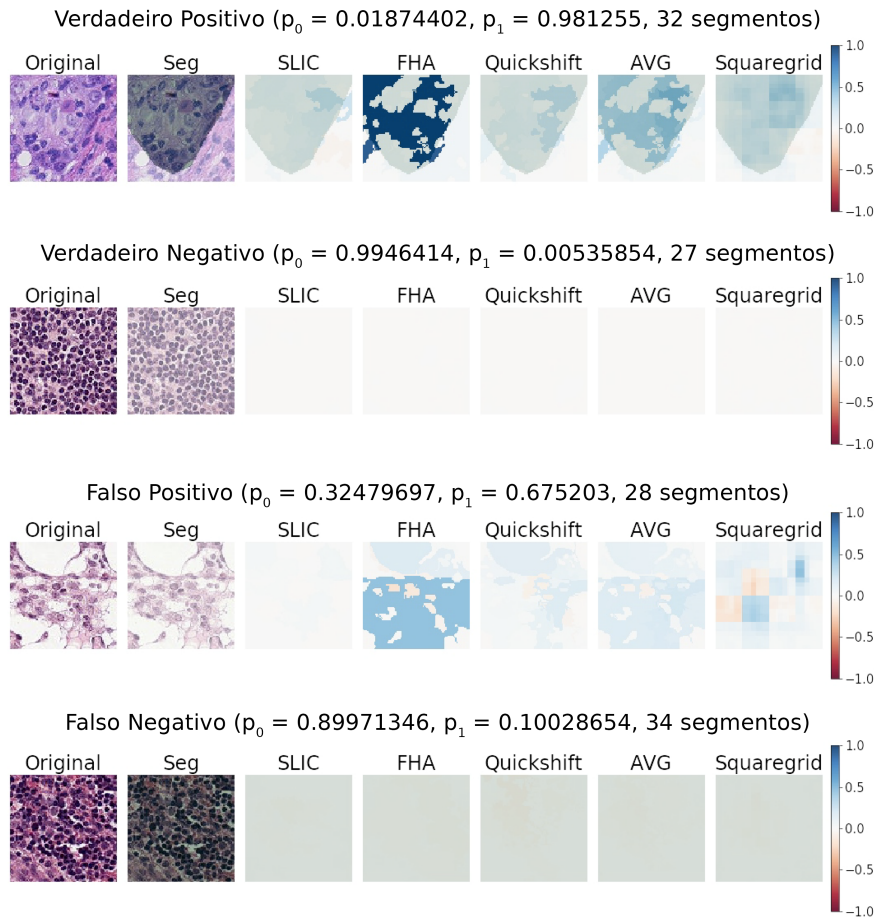 Verdadeiro Positivo (p₀ = 0.01874402, p₁ = 0.981255, 32 segmentos)
Original Seg SLIC FHA Quickshift AVG Squaregrid
1.0
0.5
0.0
−0.5
−1.0
Verdadeiro Negativo (p₀ = 0.9946414, p₁ = 0.00535854, 27 segmentos)
Original Seg SLIC FHA Quickshift AVG Squaregrid
1.0
0.5
0.0
−0.5
−1.0
Falso Positivo (p₀ = 0.32479697, p₁ = 0.675203, 28 segmentos)
Original Seg SLIC FHA Quickshift AVG Squaregrid
1.0
0.5
0.0
−0.5
−1.0
Falso Negativo (p₀ = 0.89971346, p₁ = 0.10028654, 34 segmentos)
Original Seg SLIC FHA Quickshift AVG Squaregrid
1.0
0.5
0.0
−0.5
−1.0